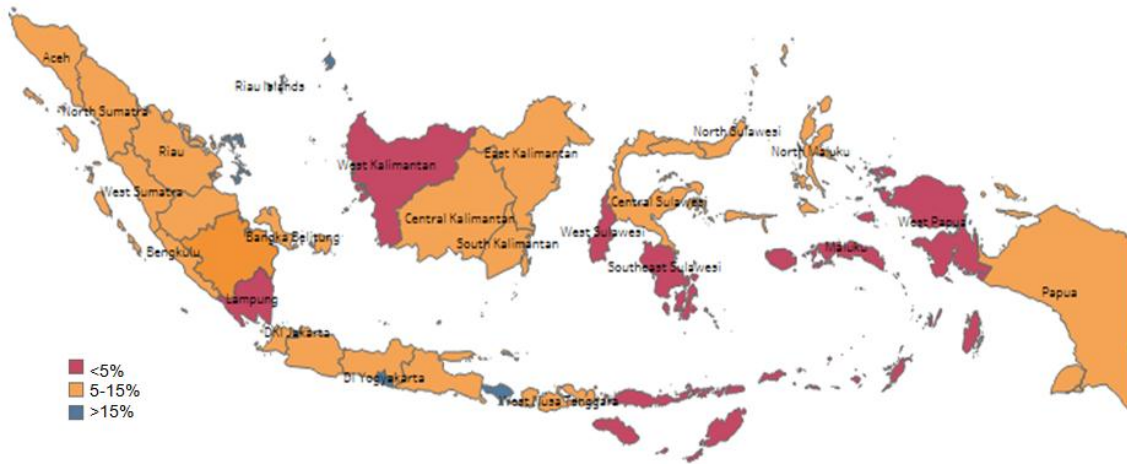 Aceh
Riau Islands
North Sumatra
North Sulawesi
Riau
East Kalimantan
North Maluku
West Kalimantan
West Sumatra
Central Sulawesi
Central Kalimantan
West Papua
Bangka Belitung
West Sulawesi
South Kalimantan
Maluku
Bengkulu
Southeast Sulawesi
Papua
Lampung
DKI Jakarta
DI Yogyakarta
West Nusa Tenggara
<5%
5-15%
>15%